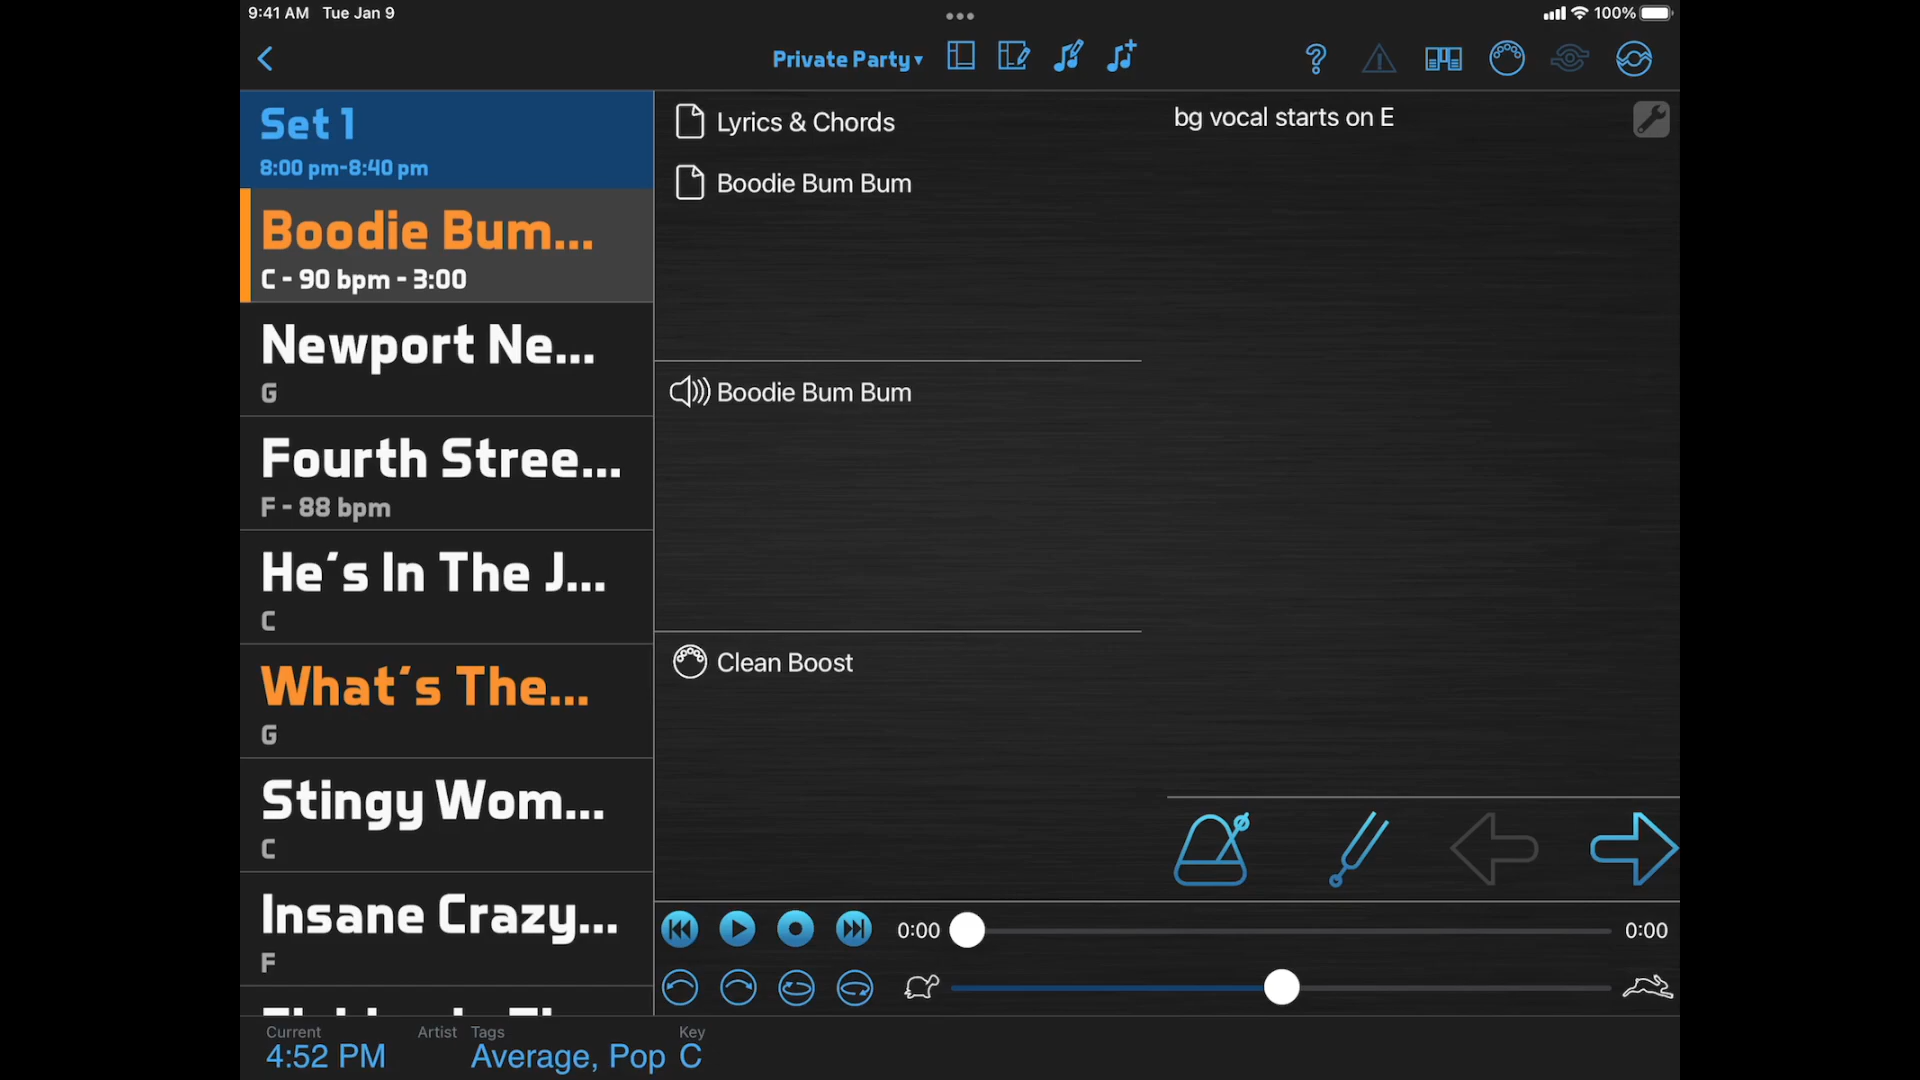 9:41 AM Tue Jan 9
100%
Private Party
Set 1
8:00 pm-8:40 pm
Boodie Bum...
C - 90 bpm - 3:00
Newport Ne...
G
Fourth Stree...
F - 88 bpm
He's In The J...
C
What's The...
G
Stingy Wom...
C
Insane Crazy...
F
Lyrics & Chords
Boodie Bum Bum
Boodie Bum Bum
Clean Boost
bg vocal starts on E
0:00
0:00
Current Artist Tags Key
4:52 PM Average, Pop C